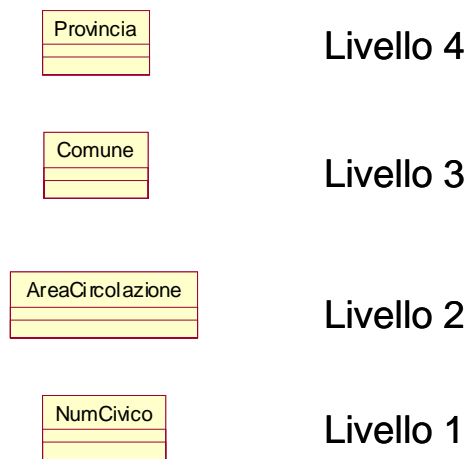 Provincia
Livello 4
Comune
Livello 3
AreaCircolazione
Livello 2
NumCivico
Livello 1